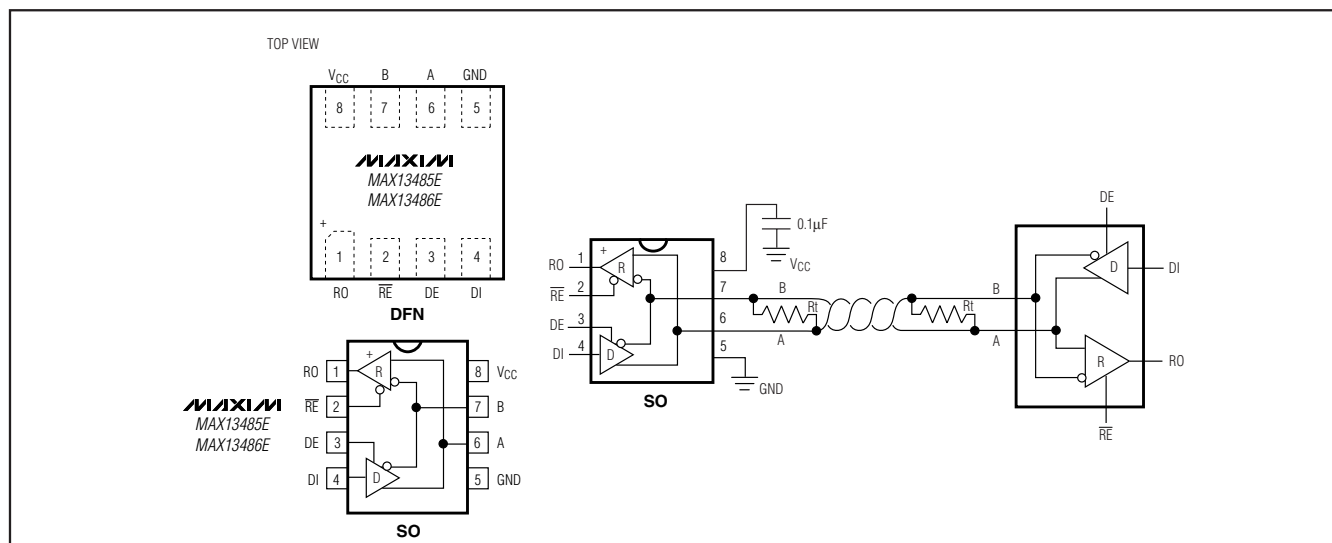 TOP VIEW
VCC B A GND
8 7 6 5
MAXIM
MAX13485E
MAX13486E
+
1 2 3 4
RO RE DE DI
DFN
+
RO 1 R 8 VCC
RE 2 7 B
DE 3 6 A
DI 4 D 5 GND
SO
MAXIM
MAX13485E
MAX13486E
0.1µF
VCC
+
RO 1 R 8
RE 2 7 B
Rt
DE 3 6 A
DI 4 D 5
GND
SO
DE
D DI
Rt
B
A
R RO
RE